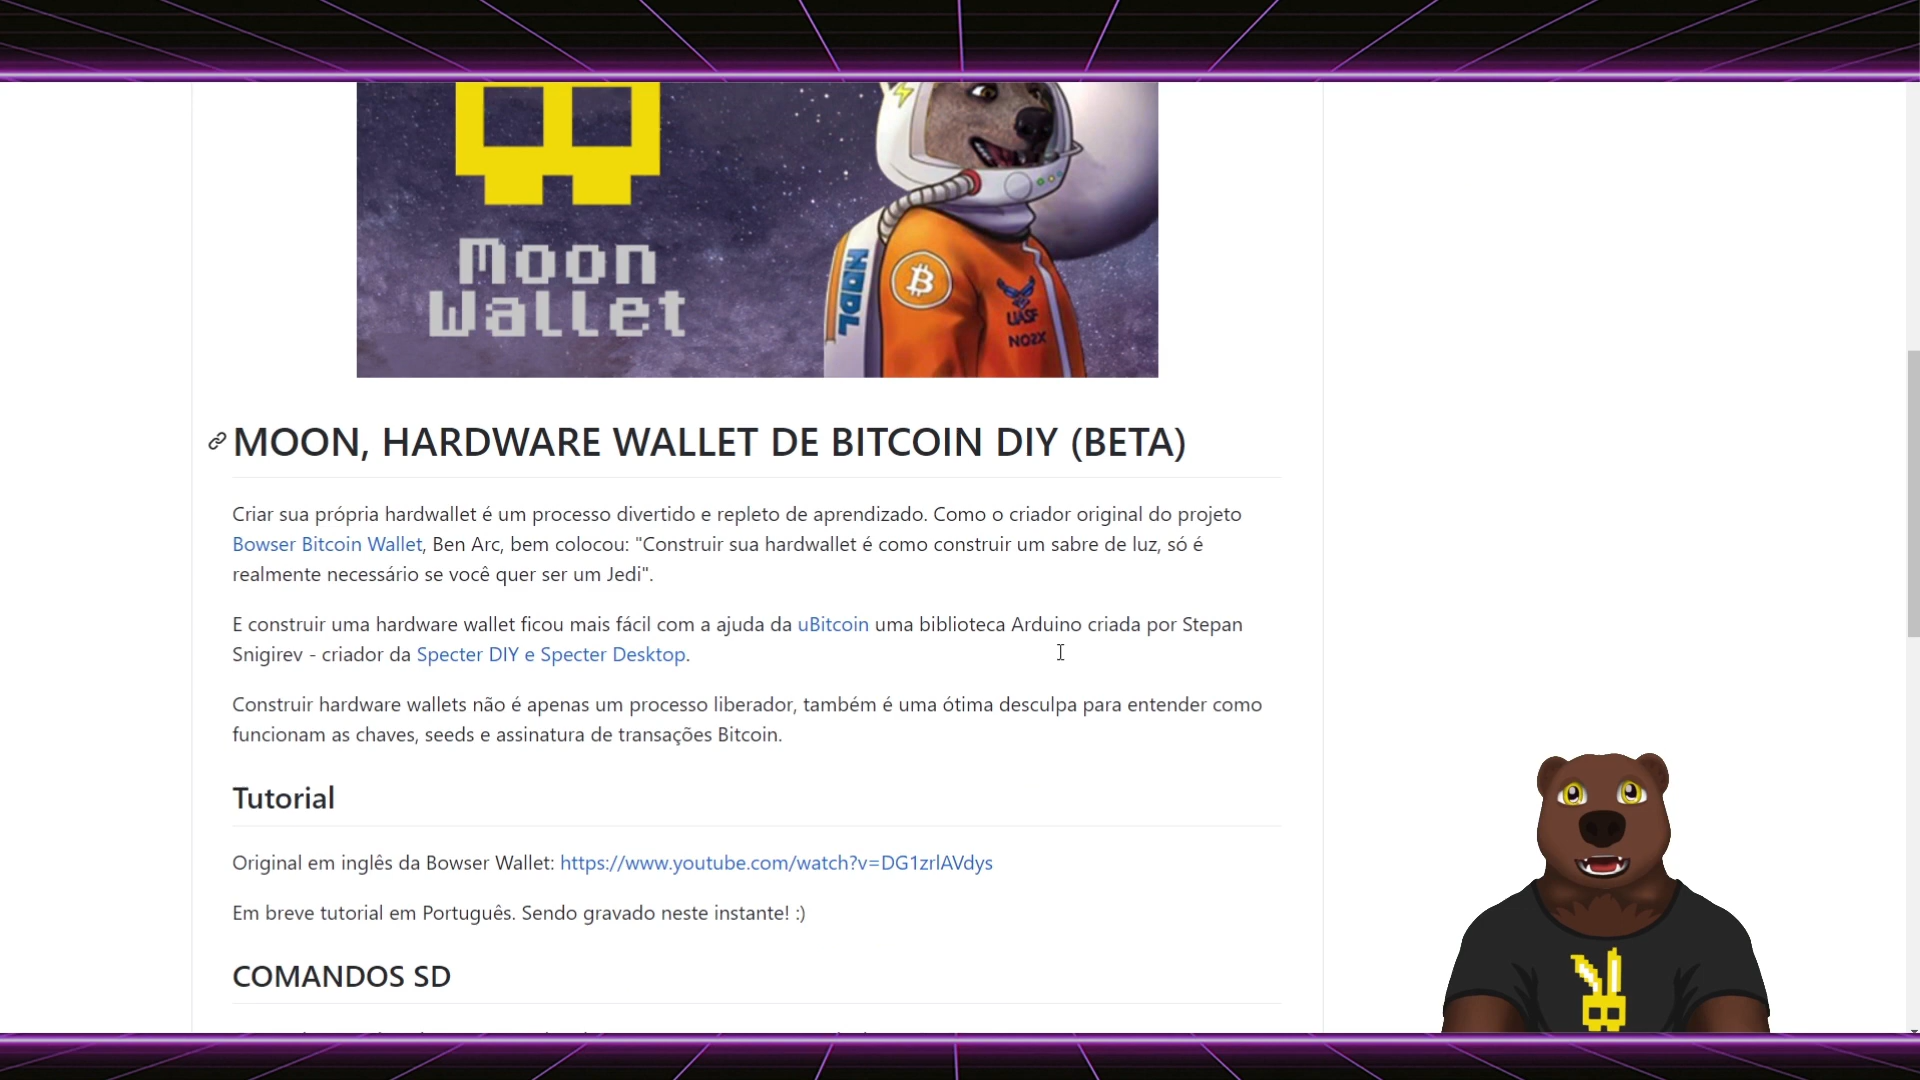 Moon
Wallet
HODL
UASF
NO2X
MOON, HARDWARE WALLET DE BITCOIN DIY (BETA)
Criar sua própria hardwallet é um processo divertido e repleto de aprendizado. Como o criador original do projeto
Bowser Bitcoin Wallet, Ben Arc, bem colocou: "Construir sua hardwallet é como construir um sabre de luz, só é
realmente necessário se você quer ser um Jedi".
E construir uma hardware wallet ficou mais fácil com a ajuda da uBitcoin uma biblioteca Arduino criada por Stepan
Snigirev - criador da Specter DIY e Specter Desktop.
Construir hardware wallets não é apenas um processo liberador, também é uma ótima desculpa para entender como
funcionam as chaves, seeds e assinatura de transações Bitcoin.
Tutorial
Original em inglês da Bowser Wallet: https://www.youtube.com/watch?v=DG1zrlAVdys
Em breve tutorial em Português. Sendo gravado neste instante! :)
COMANDOS SD